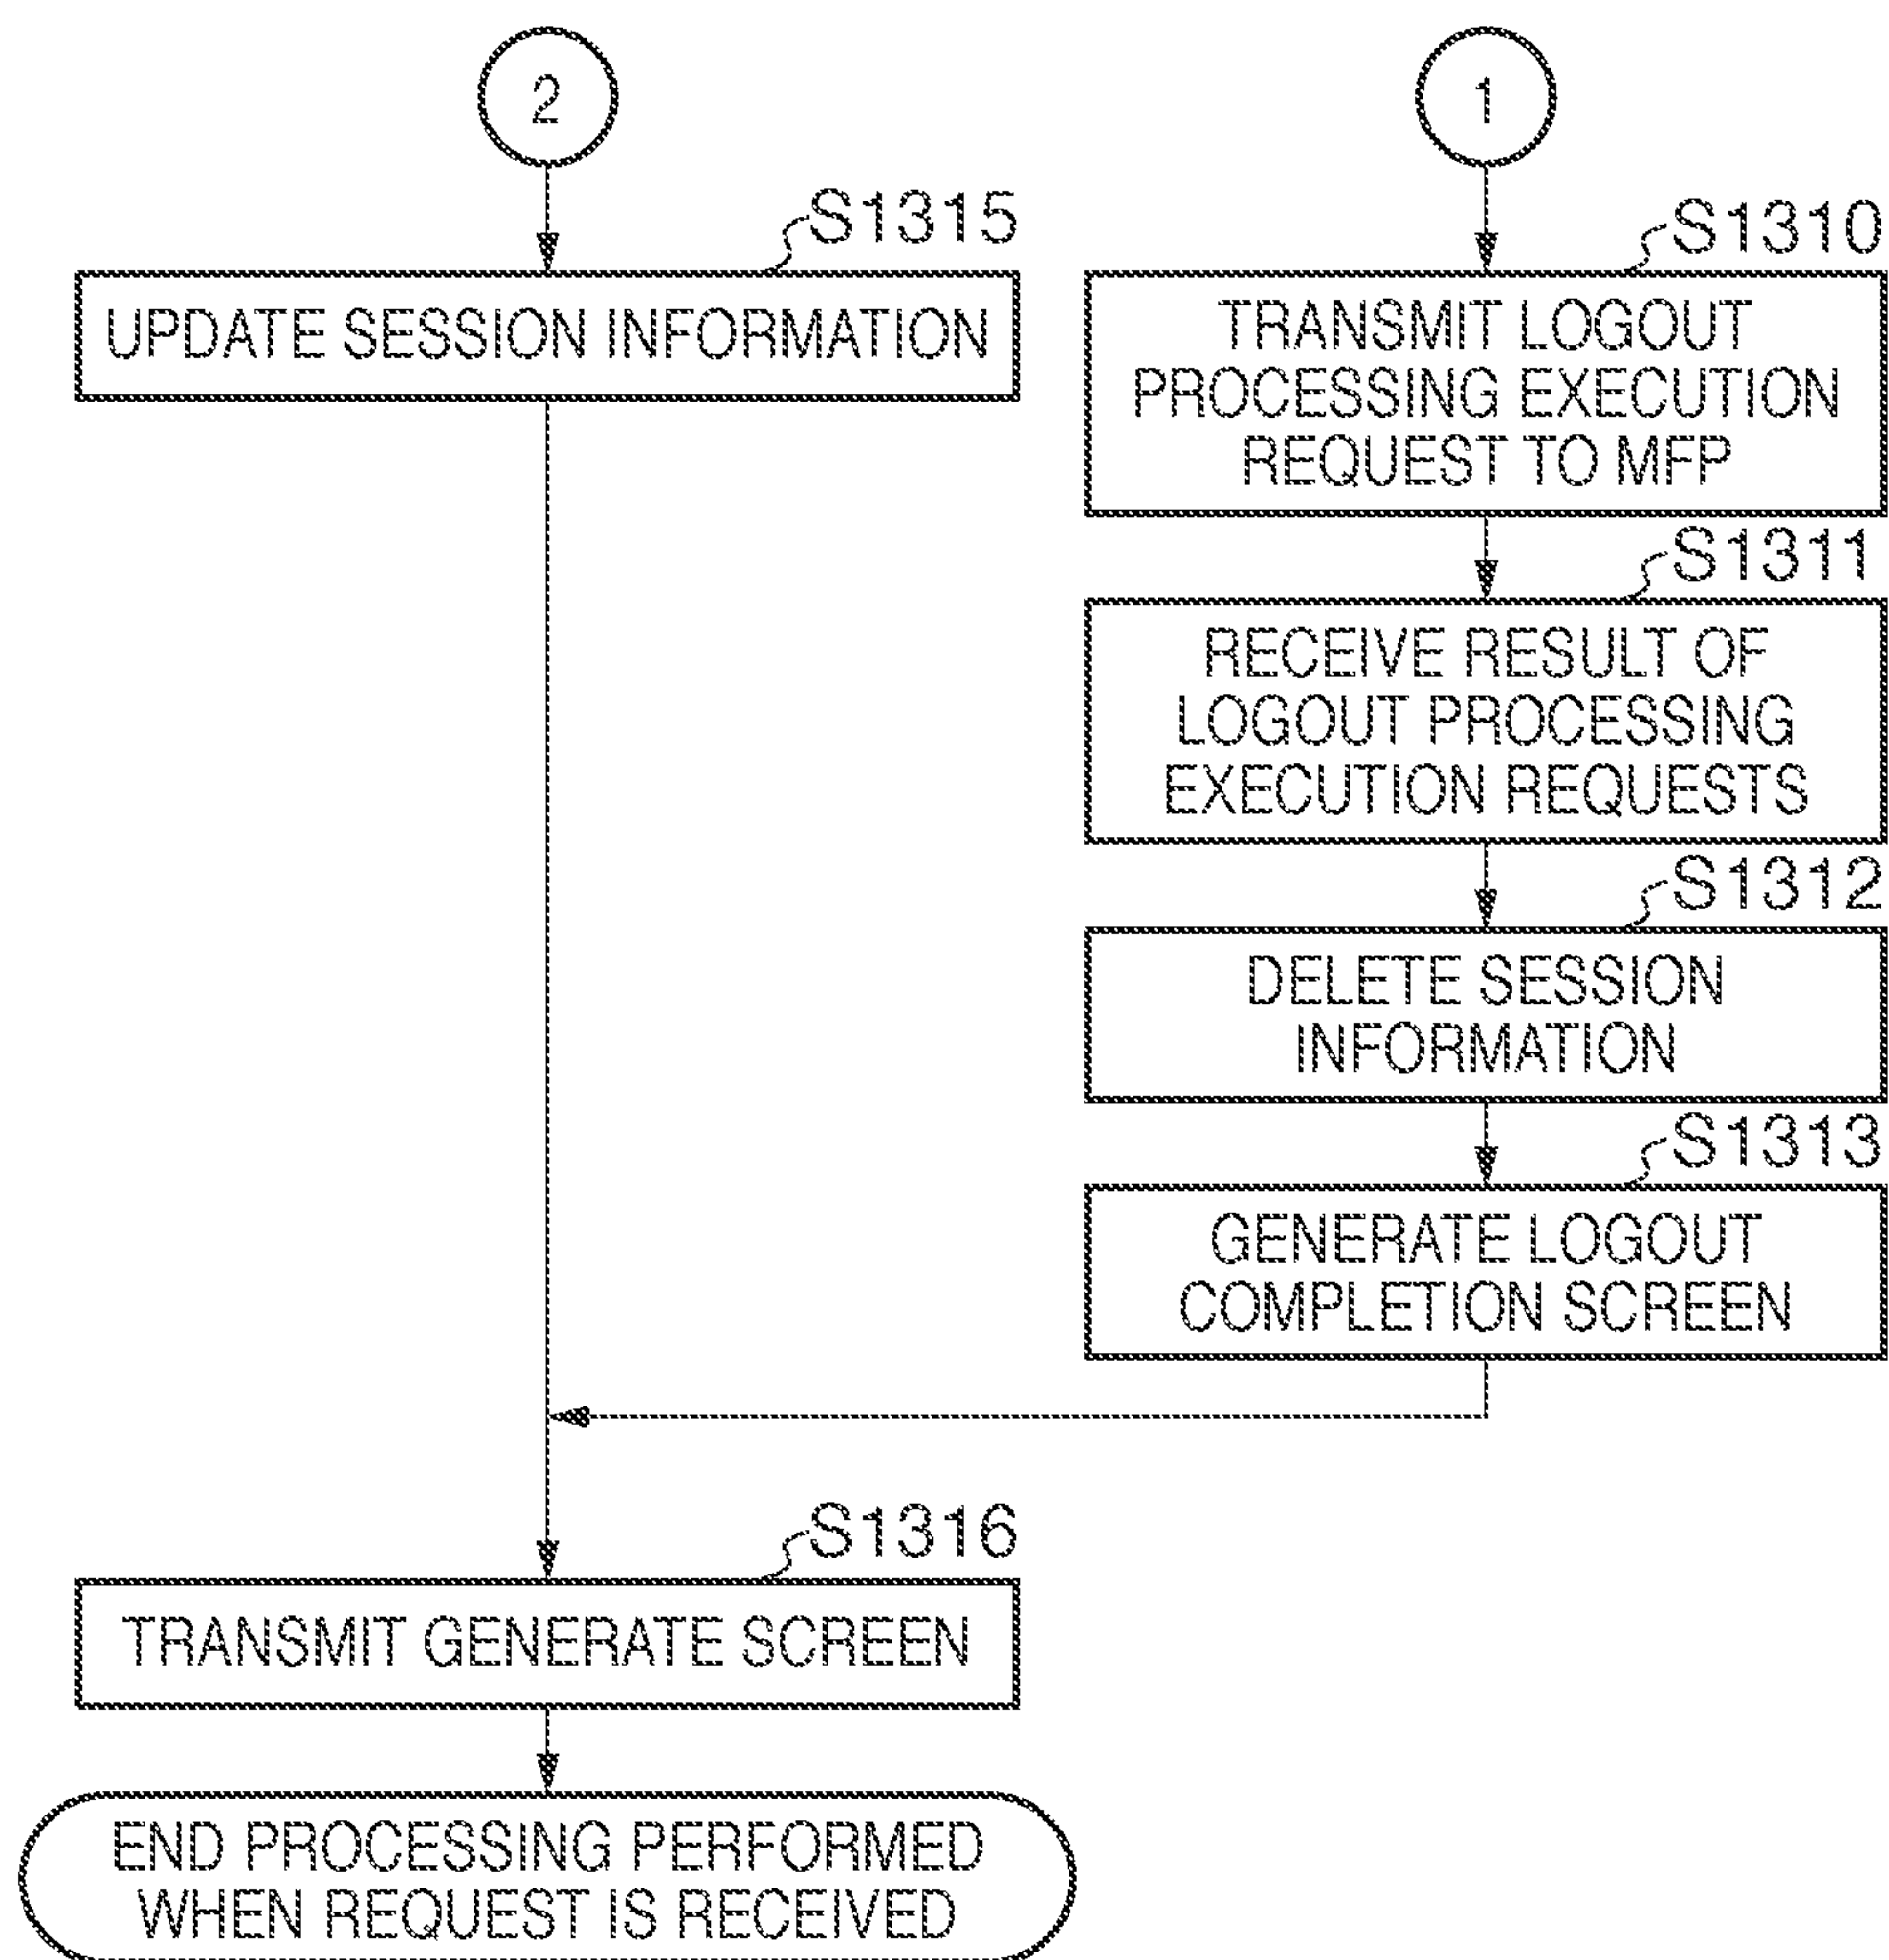 2
S1315
UPDATE SESSION INFORMATION
1
S1310
TRANSMIT LOGOUT
PROCESSING EXECUTION
REQUEST TO MFP
S1311
RECEIVE RESULT OF
LOGOUT PROCESSING
EXECUTION REQUESTS
S1312
DELETE SESSION
INFORMATION
S1313
GENERATE LOGOUT
COMPLETION SCREEN
S1316
TRANSMIT GENERATE SCREEN
END PROCESSING PERFORMED
WHEN REQUEST IS RECEIVED